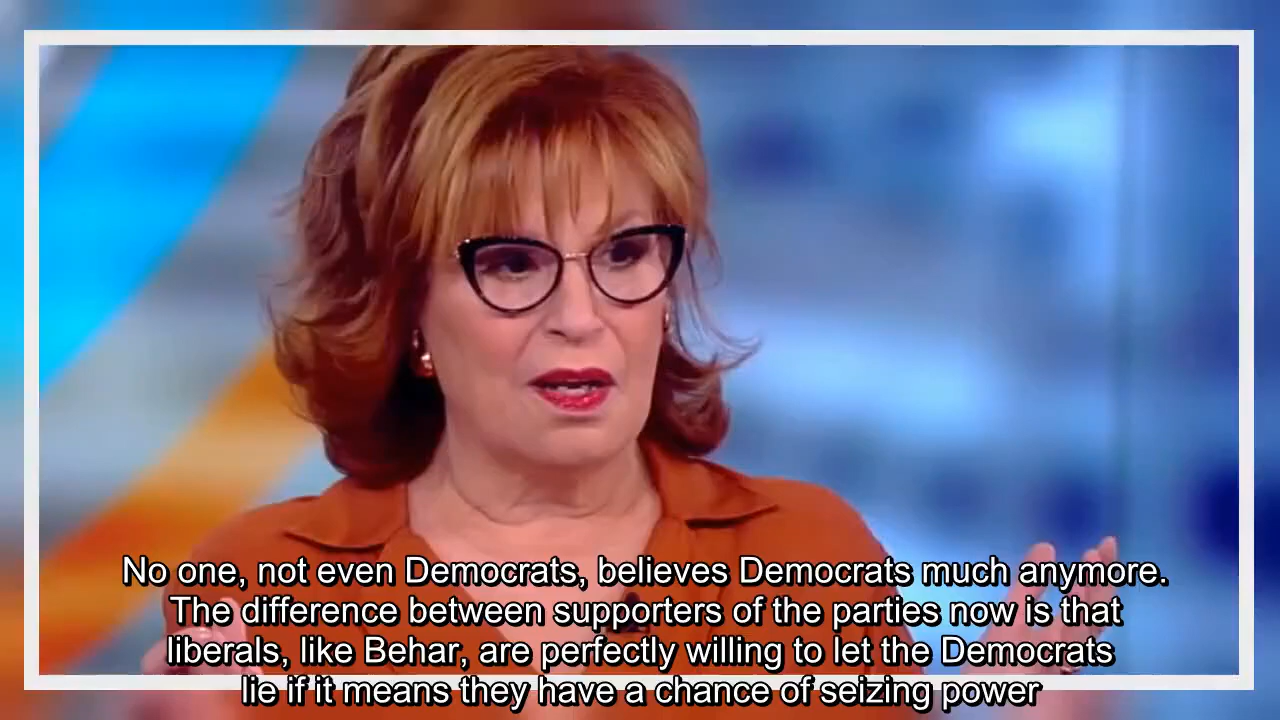 No one, not even Democrats, believes Democrats much anymore.
The difference between supporters of the parties now is that
liberals, like Behar, are perfectly willing to let the Democrats
lie if it means they have a chance of seizing power